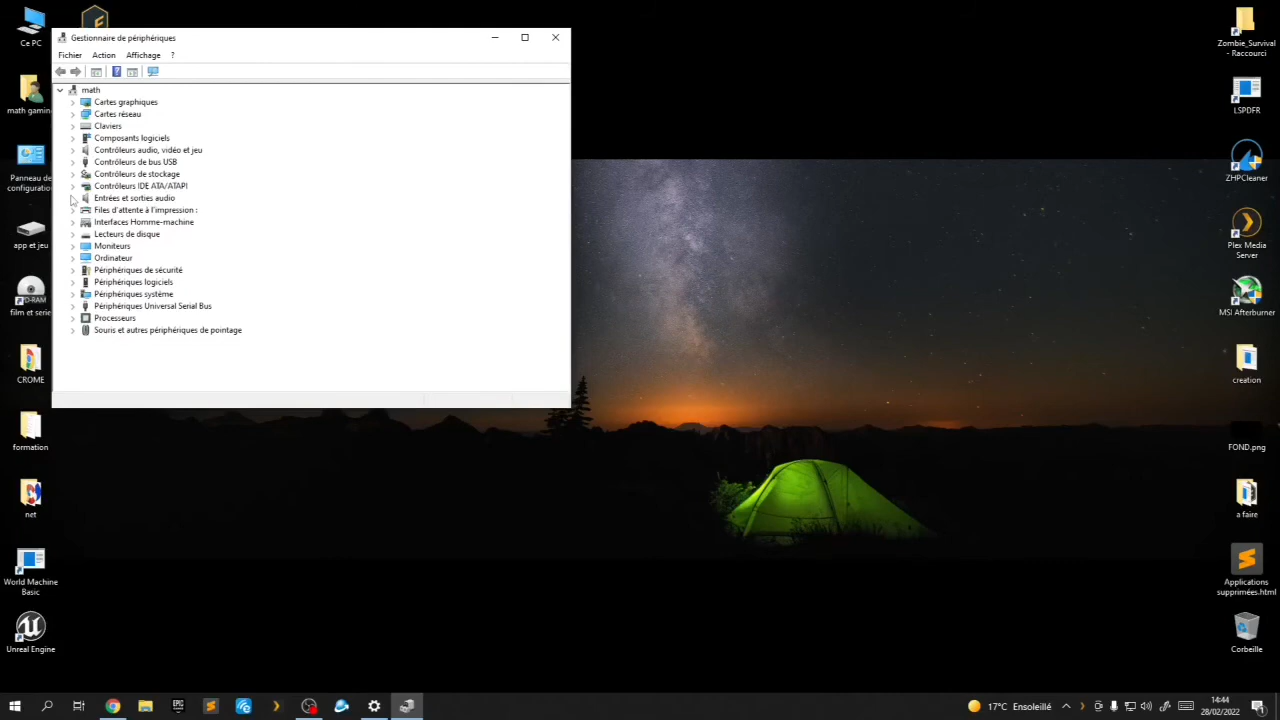 Gestionnaire de périphériques
Fichier Action Affichage ?
math
Cartes graphiques
Cartes réseau
Claviers
Composants logiciels
Contrôleurs audio, vidéo et jeu
Contrôleurs de bus USB
Contrôleurs de stockage
Contrôleurs IDE ATA/ATAPI
Entrées et sorties audio
Files d'attente à l'impression :
Interfaces Homme-machine
Lecteurs de disque
Moniteurs
Ordinateur
Périphériques de sécurité
Périphériques logiciels
Périphériques système
Périphériques Universal Serial Bus
Processeurs
Souris et autres périphériques de pointage
Ce PC
math gamin
Panneau de
configuratio
app et jeu
film et serie
CROME
formation
net
World Machine
Basic
Unreal Engine
Zombie_Survival
- Raccourci
LSPDFR
ZHPCleaner
Plex Media
Server
MSI Afterburner
creation
FOND.png
a faire
Applications
supprimées.html
Corbeille
EPIC
17°C Ensoleillé
14:44
28/02/2022
1